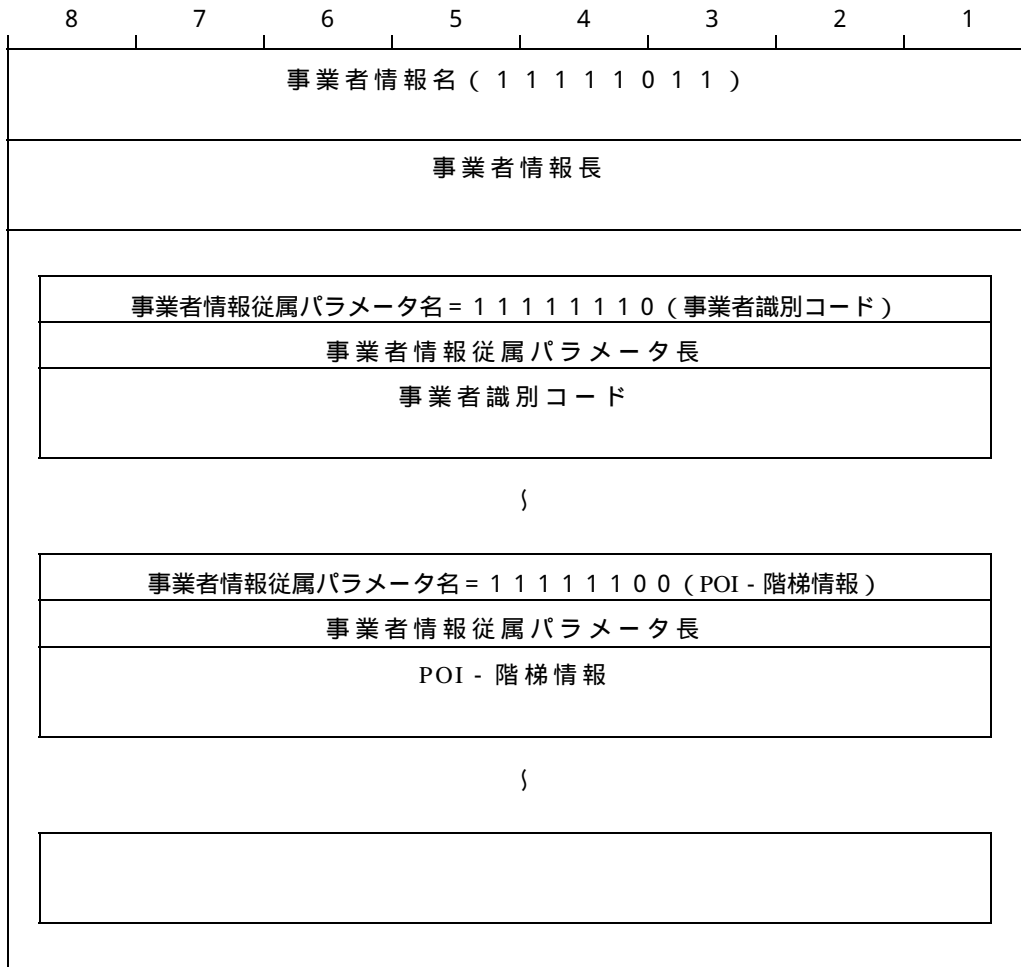 8 7 6 5 4 3 2 1
事業者情報名(11111011)
事業者情報長
事業者情報従属パラメータ名=11111110(事業者識別コード)
事業者情報従属パラメータ長
事業者識別コード
〜
事業者情報従属パラメータ名=11111100(POI-階梯情報)
事業者情報従属パラメータ長
POI-階梯情報
〜